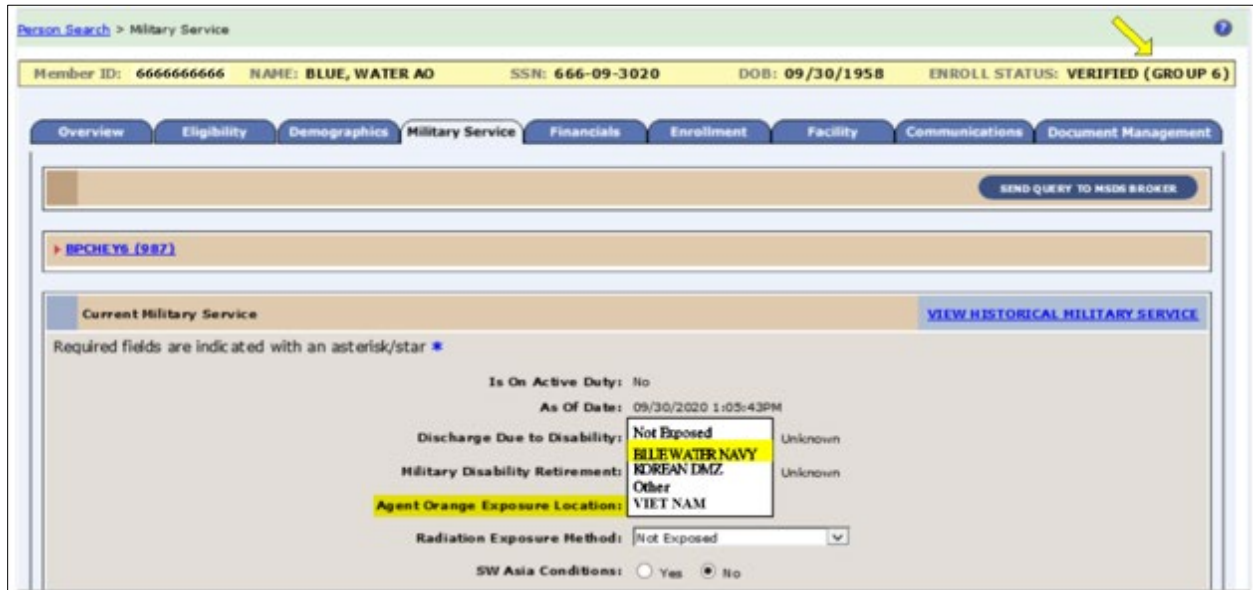 Person Search > Military Service
Member ID: 6666666666 NAME: BLUE, WATER AO SSN: 666-09-3020 DOB: 09/30/1958 ENROLL STATUS: VERIFIED (GROUP 6)
Overview Eligibility Demographics Military Service Financials Enrollment Facility Communications Document Management
SEND QUERY TO MSDS BROKER
BPCHEY6 (987)
Current Military Service VIEW HISTORICAL MILITARY SERVICE
Required fields are indicated with an asterisk/star *
Is On Active Duty: No
As Of Date: 09/30/2020 1:05:43PM
Discharge Due to Disability: Unknown
Military Disability Retirement: Unknown
Agent Orange Exposure Location:
Not Exposed
BLUE WATER NAVY
KOREAN DMZ
Other
VIET NAM
Radiation Exposure Method: Not Exposed
SW Asia Conditions: Yes No